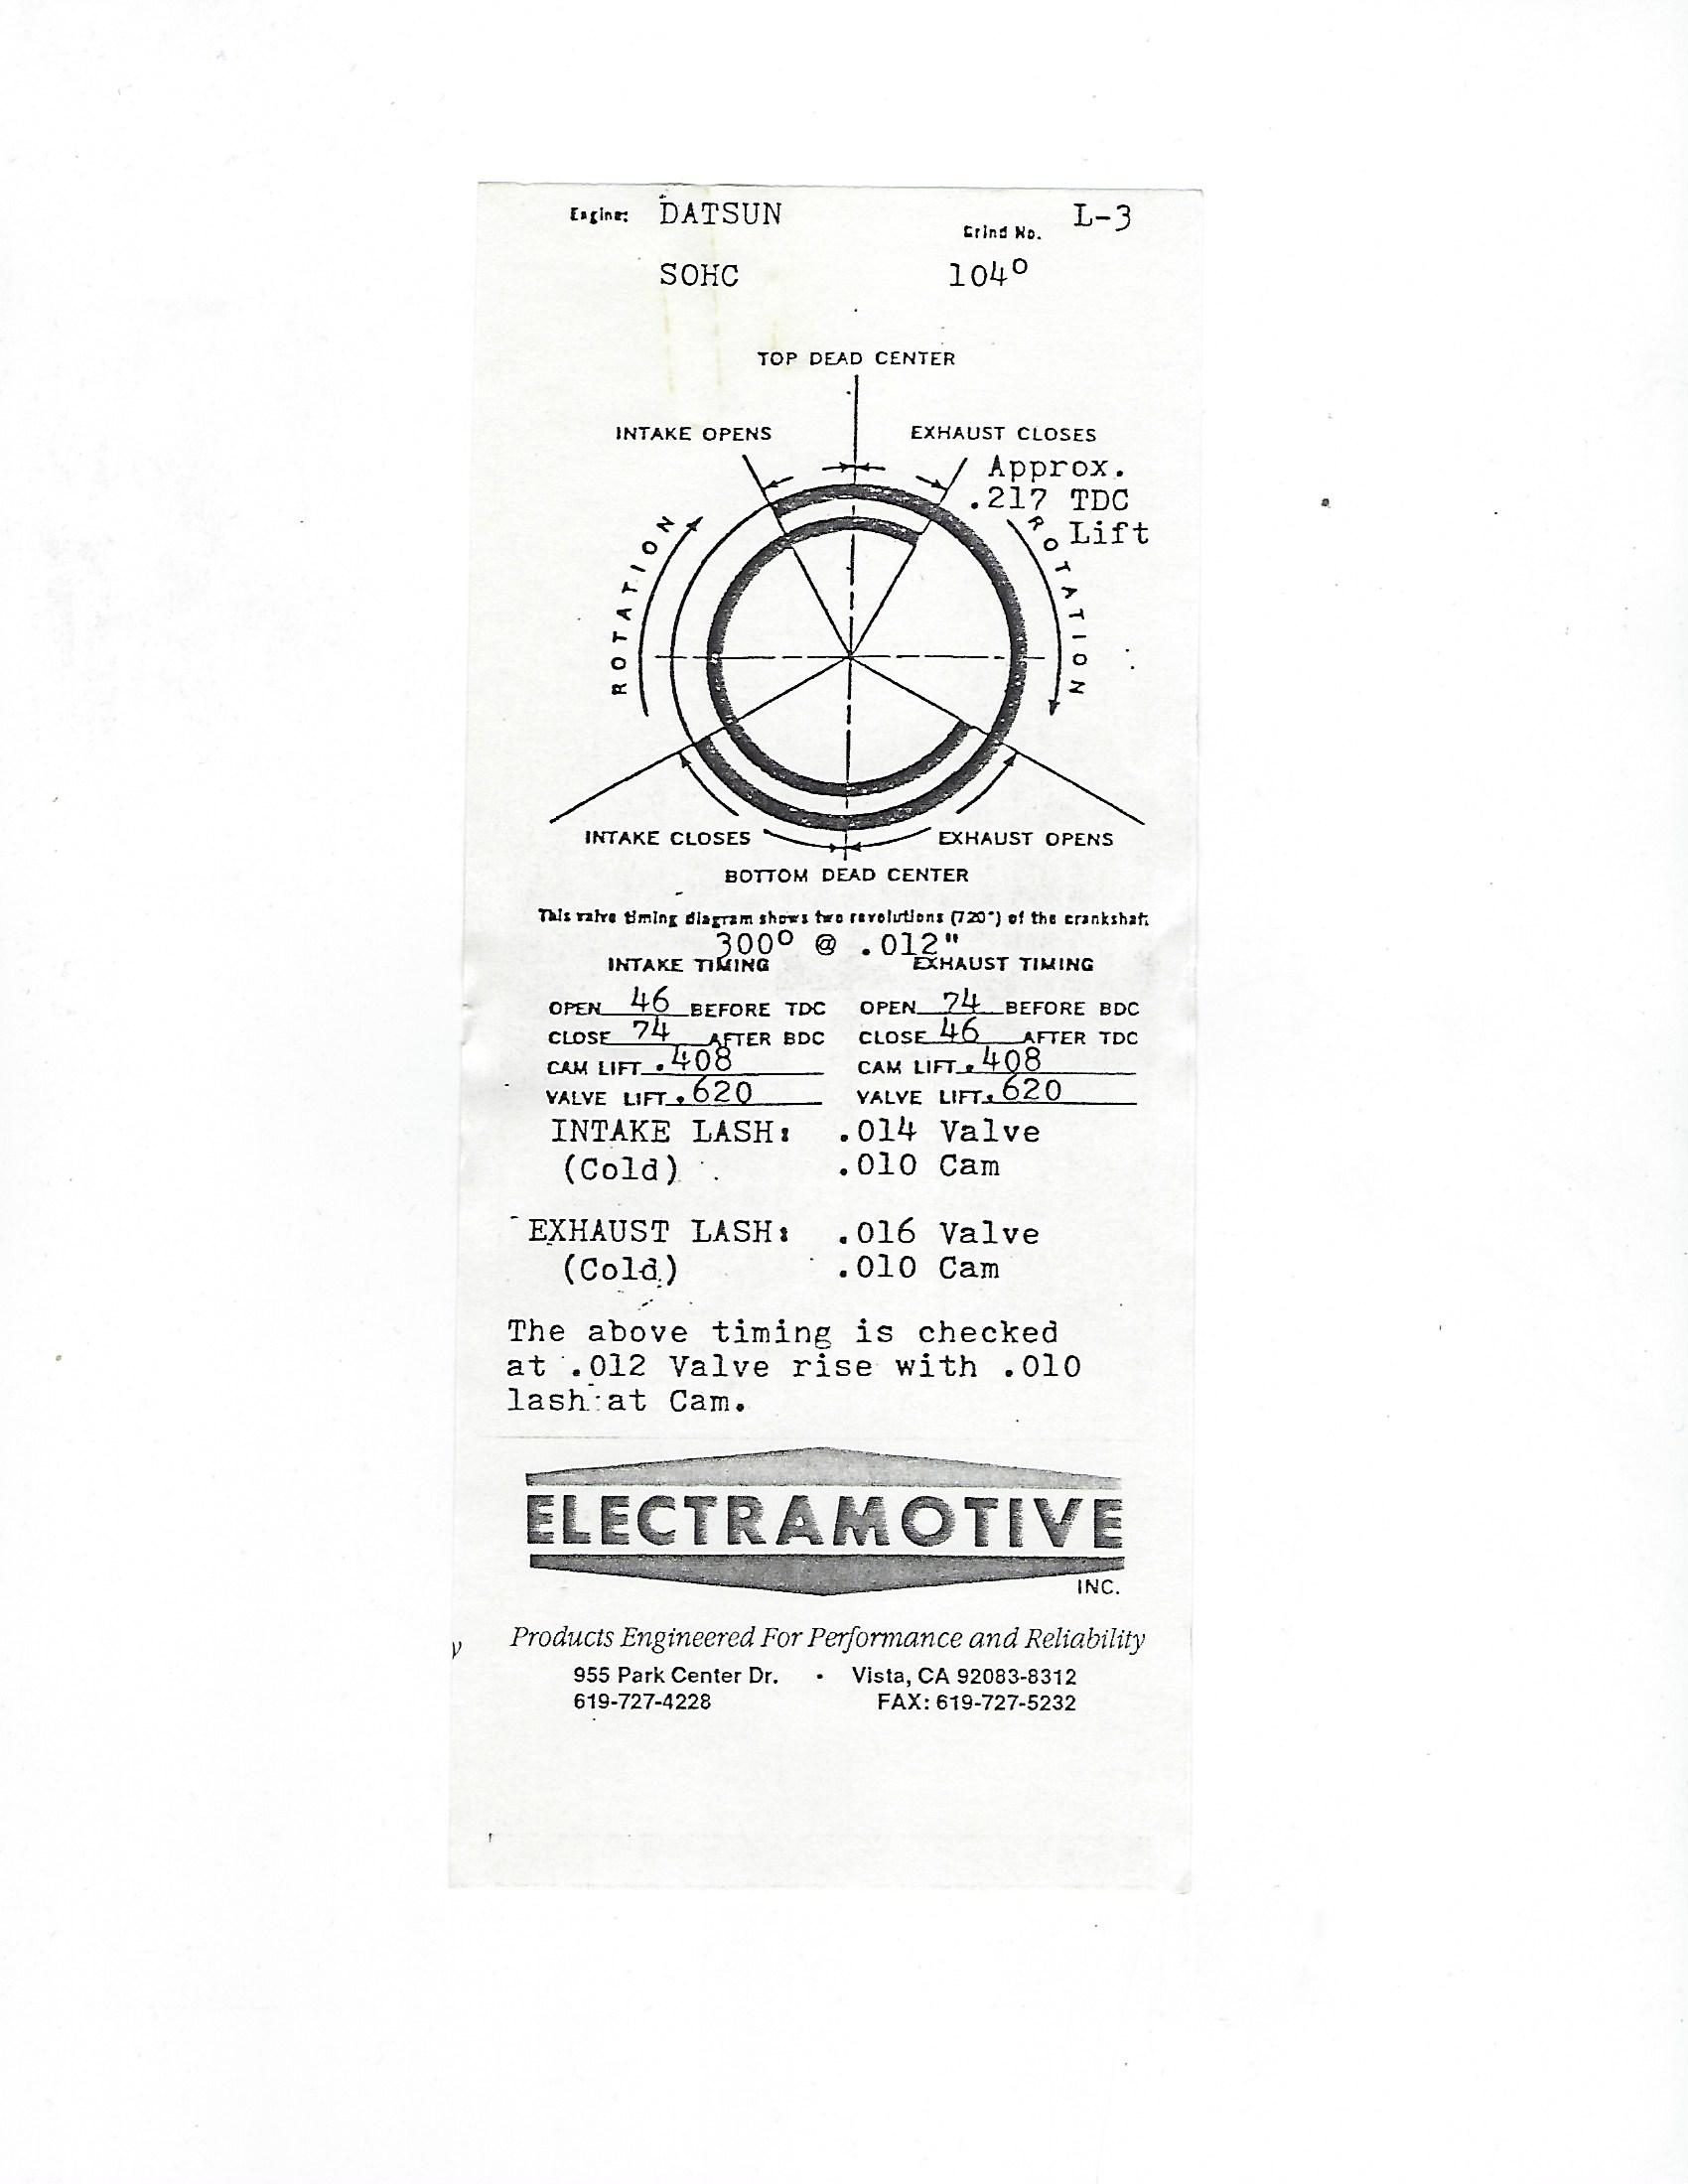 Engine: DATSUN Grind No. L-3
SOHC 104°
TOP DEAD CENTER
INTAKE OPENS EXHAUST CLOSES
Approx.
.217 TDC
Lift
ROTATION ROTATION
INTAKE CLOSES EXHAUST OPENS
BOTTOM DEAD CENTER
This valve timing diagram shows two revolutions (720°) of the crankshaft
300° @ .012"
INTAKE TIMING EXHAUST TIMING
OPEN 46 BEFORE TDC OPEN 74 BEFORE BDC
CLOSE 74 AFTER BDC CLOSE 46 AFTER TDC
CAM LIFT .408 CAM LIFT .408
VALVE LIFT .620 VALVE LIFT .620
INTAKE LASH: .014 Valve
(Cold) .010 Cam
EXHAUST LASH: .016 Valve
(Cold) .010 Cam
The above timing is checked
at .012 Valve rise with .010
lash at Cam.
ELECTRAMOTIVE
INC.
Products Engineered For Performance and Reliability
955 Park Center Dr. • Vista, CA 92083-8312
619-727-4228 FAX: 619-727-5232